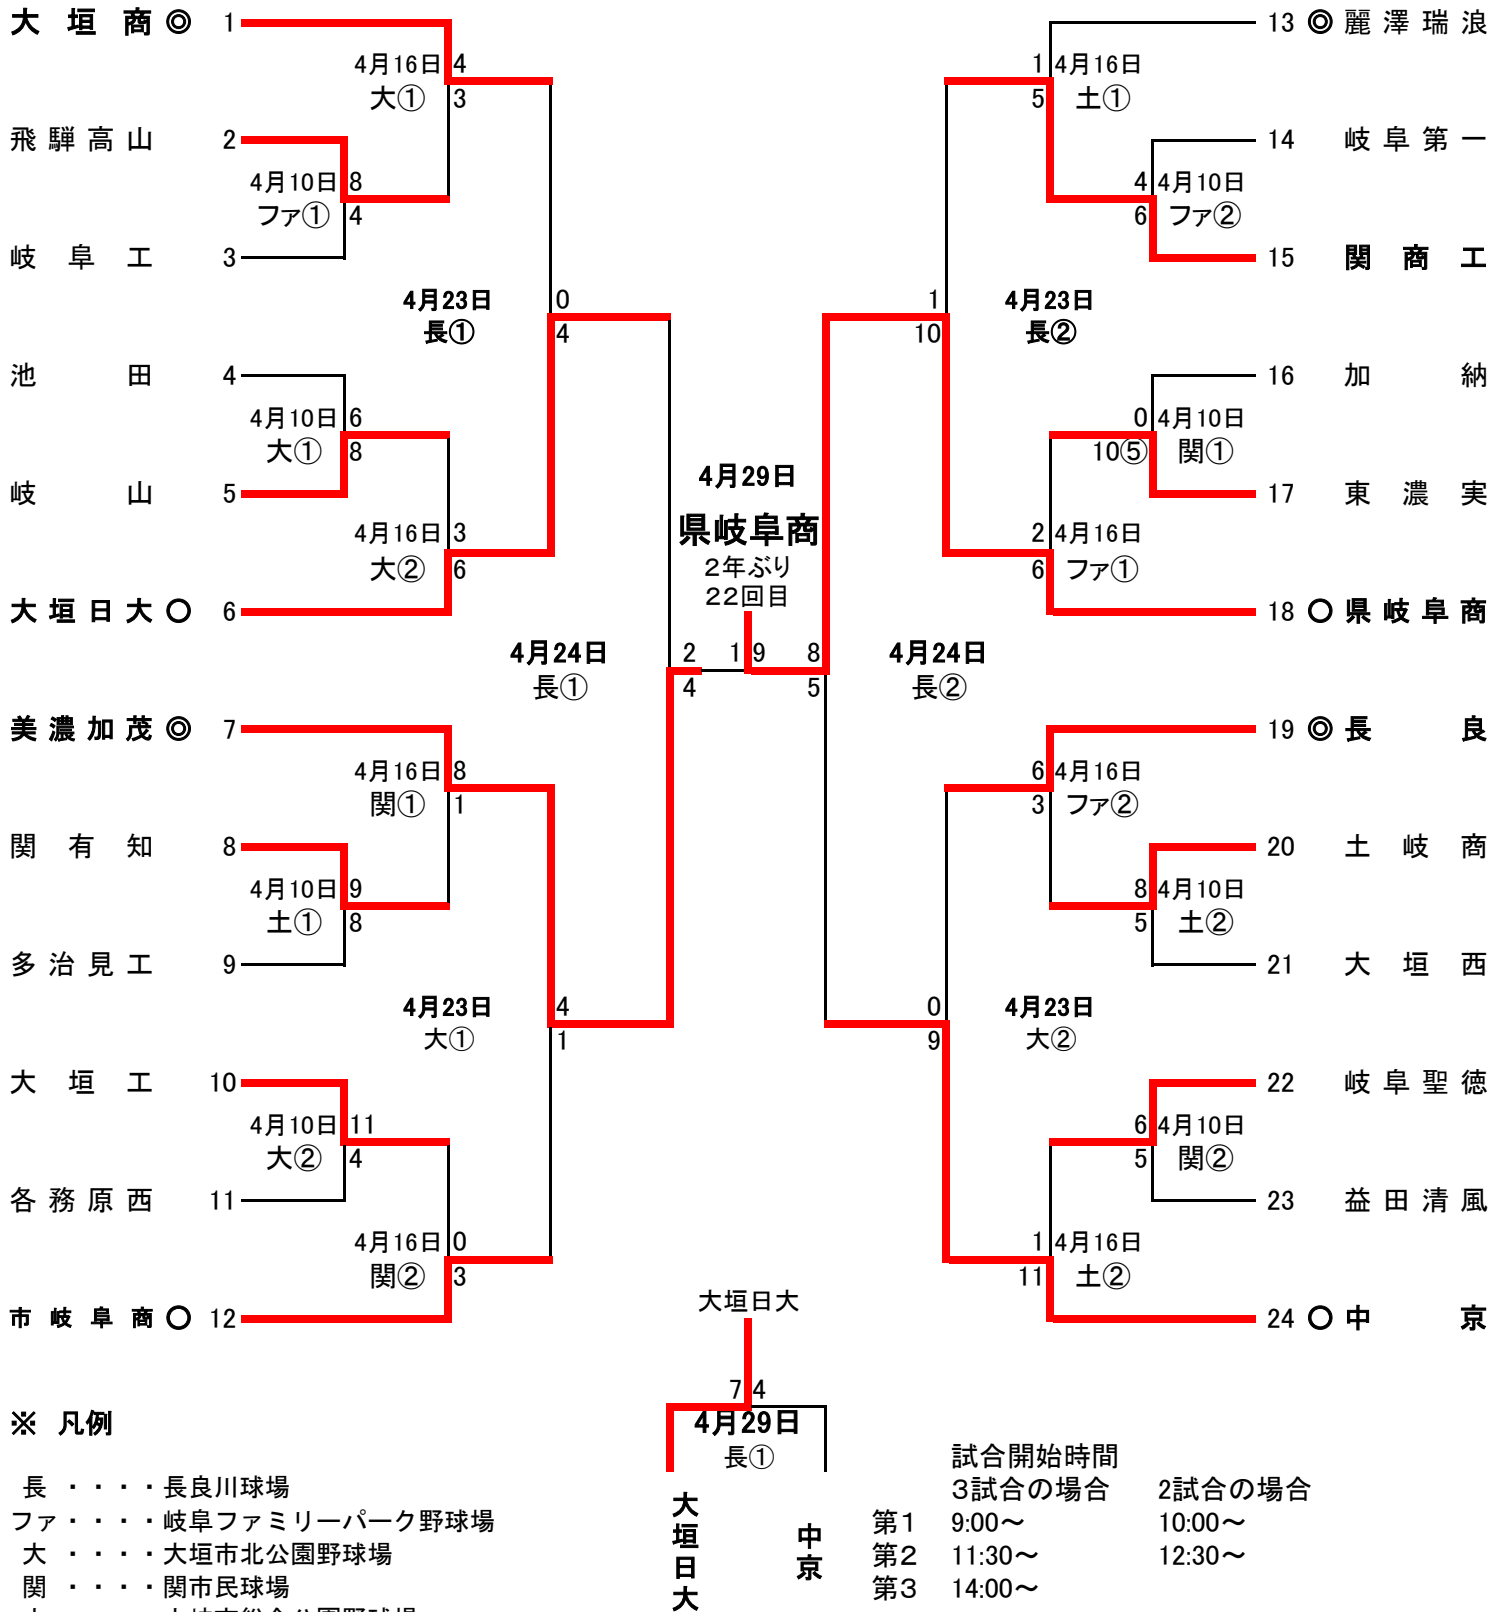 大垣商 ◎ 1
4月16日 4
大① 3
飛騨高山 2
4月10日 8
ファ① 4
岐阜工 3
4月23日 0
長① 4
池田 4
4月10日 6
大① 8
岐山 5
4月16日 3
大② 6
大垣日大 ○ 6
4月24日 2
長① 4
美濃加茂 ◎ 7
4月16日 8
関① 1
関有知 8
4月10日 9
土① 8
多治見工 9
4月23日 4
大① 1
大垣工 10
4月10日 11
大② 4
各務原西 11
4月16日 0
関② 3
市岐阜商 ○ 12
4月29日
県岐阜商
2年ぶり
22回目
1 9
13 ◎ 麗澤瑞浪
1 4月16日
5 土①
14 岐阜第一
4 4月10日
6 ファ②
15 関商工
1 4月23日
10 長②
16 加納
0 4月10日
10⑤ 関①
17 東濃実
2 4月16日
6 ファ①
18 ○ 県岐阜商
8 4月24日
5 長②
19 ◎ 長良
6 4月16日
3 ファ②
20 土岐商
8 4月10日
5 土②
21 大垣西
0 4月23日
9 大②
22 岐阜聖徳
6 4月10日
5 関②
23 益田清風
1 4月16日
11 土②
24 ○ 中京
大垣日大
7 4
4月29日
長①
大垣日大
中京
※ 凡例
長 ・・・・長良川球場
ファ・・・・岐阜ファミリーパーク野球場
大 ・・・・大垣市北公園野球場
関 ・・・・関市民球場
試合開始時間
3試合の場合 2試合の場合
第1 9:00～ 10:00～
第2 11:30～ 12:30～
第3 14:00～